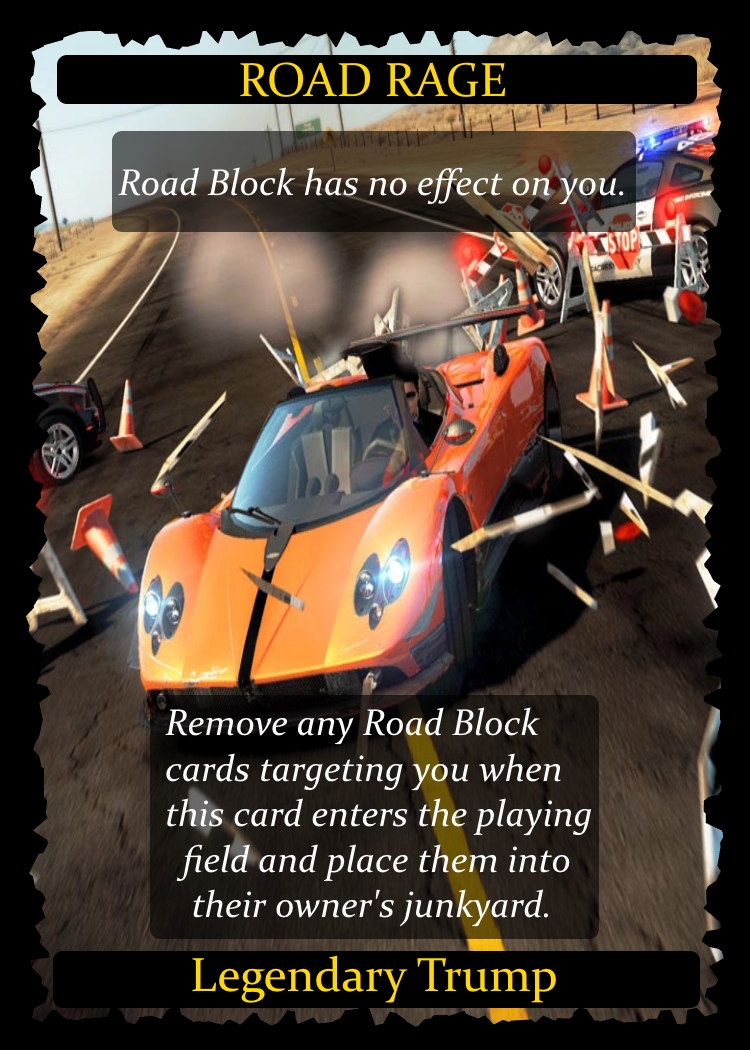 ROAD RAGE
Road Block has no effect on you.
STOP
Remove any Road Block
cards targeting you when
this card enters the playing
field and place them into
their owner's junkyard.
Legendary Trump